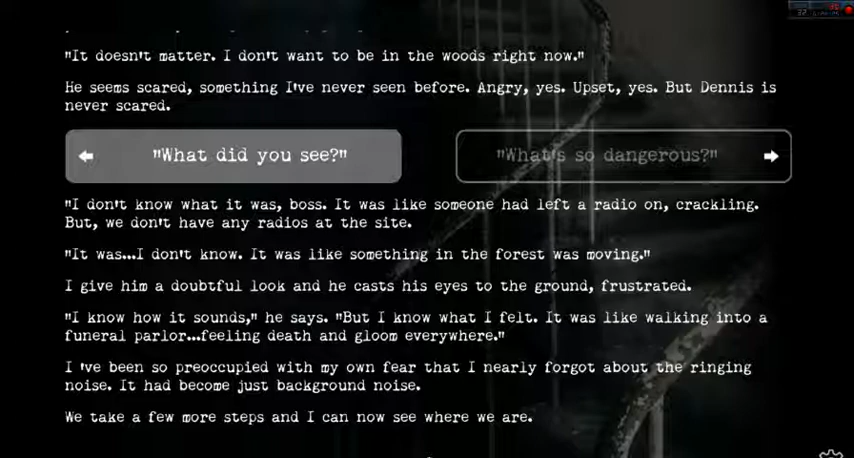 "It doesn't matter. I don't want to be in the woods right now."
He seems scared, something I've never seen before. Angry, yes. Upset, yes. But Dennis is
never scared.
"What did you see?"
"What's so dangerous?"
"I don't know what it was, boss. It was like someone had left a radio on, crackling.
But, we don't have any radios at the site.
"It was...I don't know. It was like something in the forest was moving."
I give him a doubtful look and he casts his eyes to the ground, frustrated.
"I know how it sounds," he says. "But I know what I felt. It was like walking into a
funeral parlor...feeling death and gloom everywhere."
I 've been so preoccupied with my own fear that I nearly forgot about the ringing
noise. It had become just background noise.
We take a few more steps and I can now see where we are.